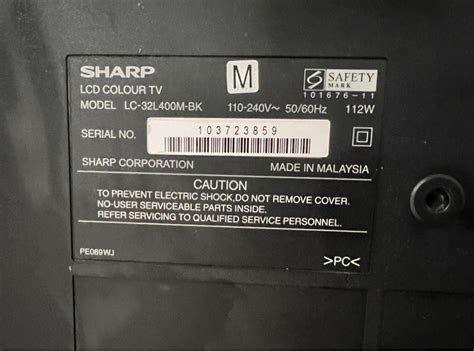 SHARP
M
LCD COLOUR TV
SAFETY
MARK
101676-11
MODEL LC-32L400M-BK 110-240V~ 50/60Hz 112W
SERIAL NO. 103723859
SHARP CORPORATION MADE IN MALAYSIA
CAUTION
TO PREVENT ELECTRIC SHOCK,DO NOT REMOVE COVER.
NO-USER SERVICEABLE PARTS INSIDE.
REFER SERVICING TO QUALIFIED SERVICE PERSONNEL.
PE089WJ
>PC<